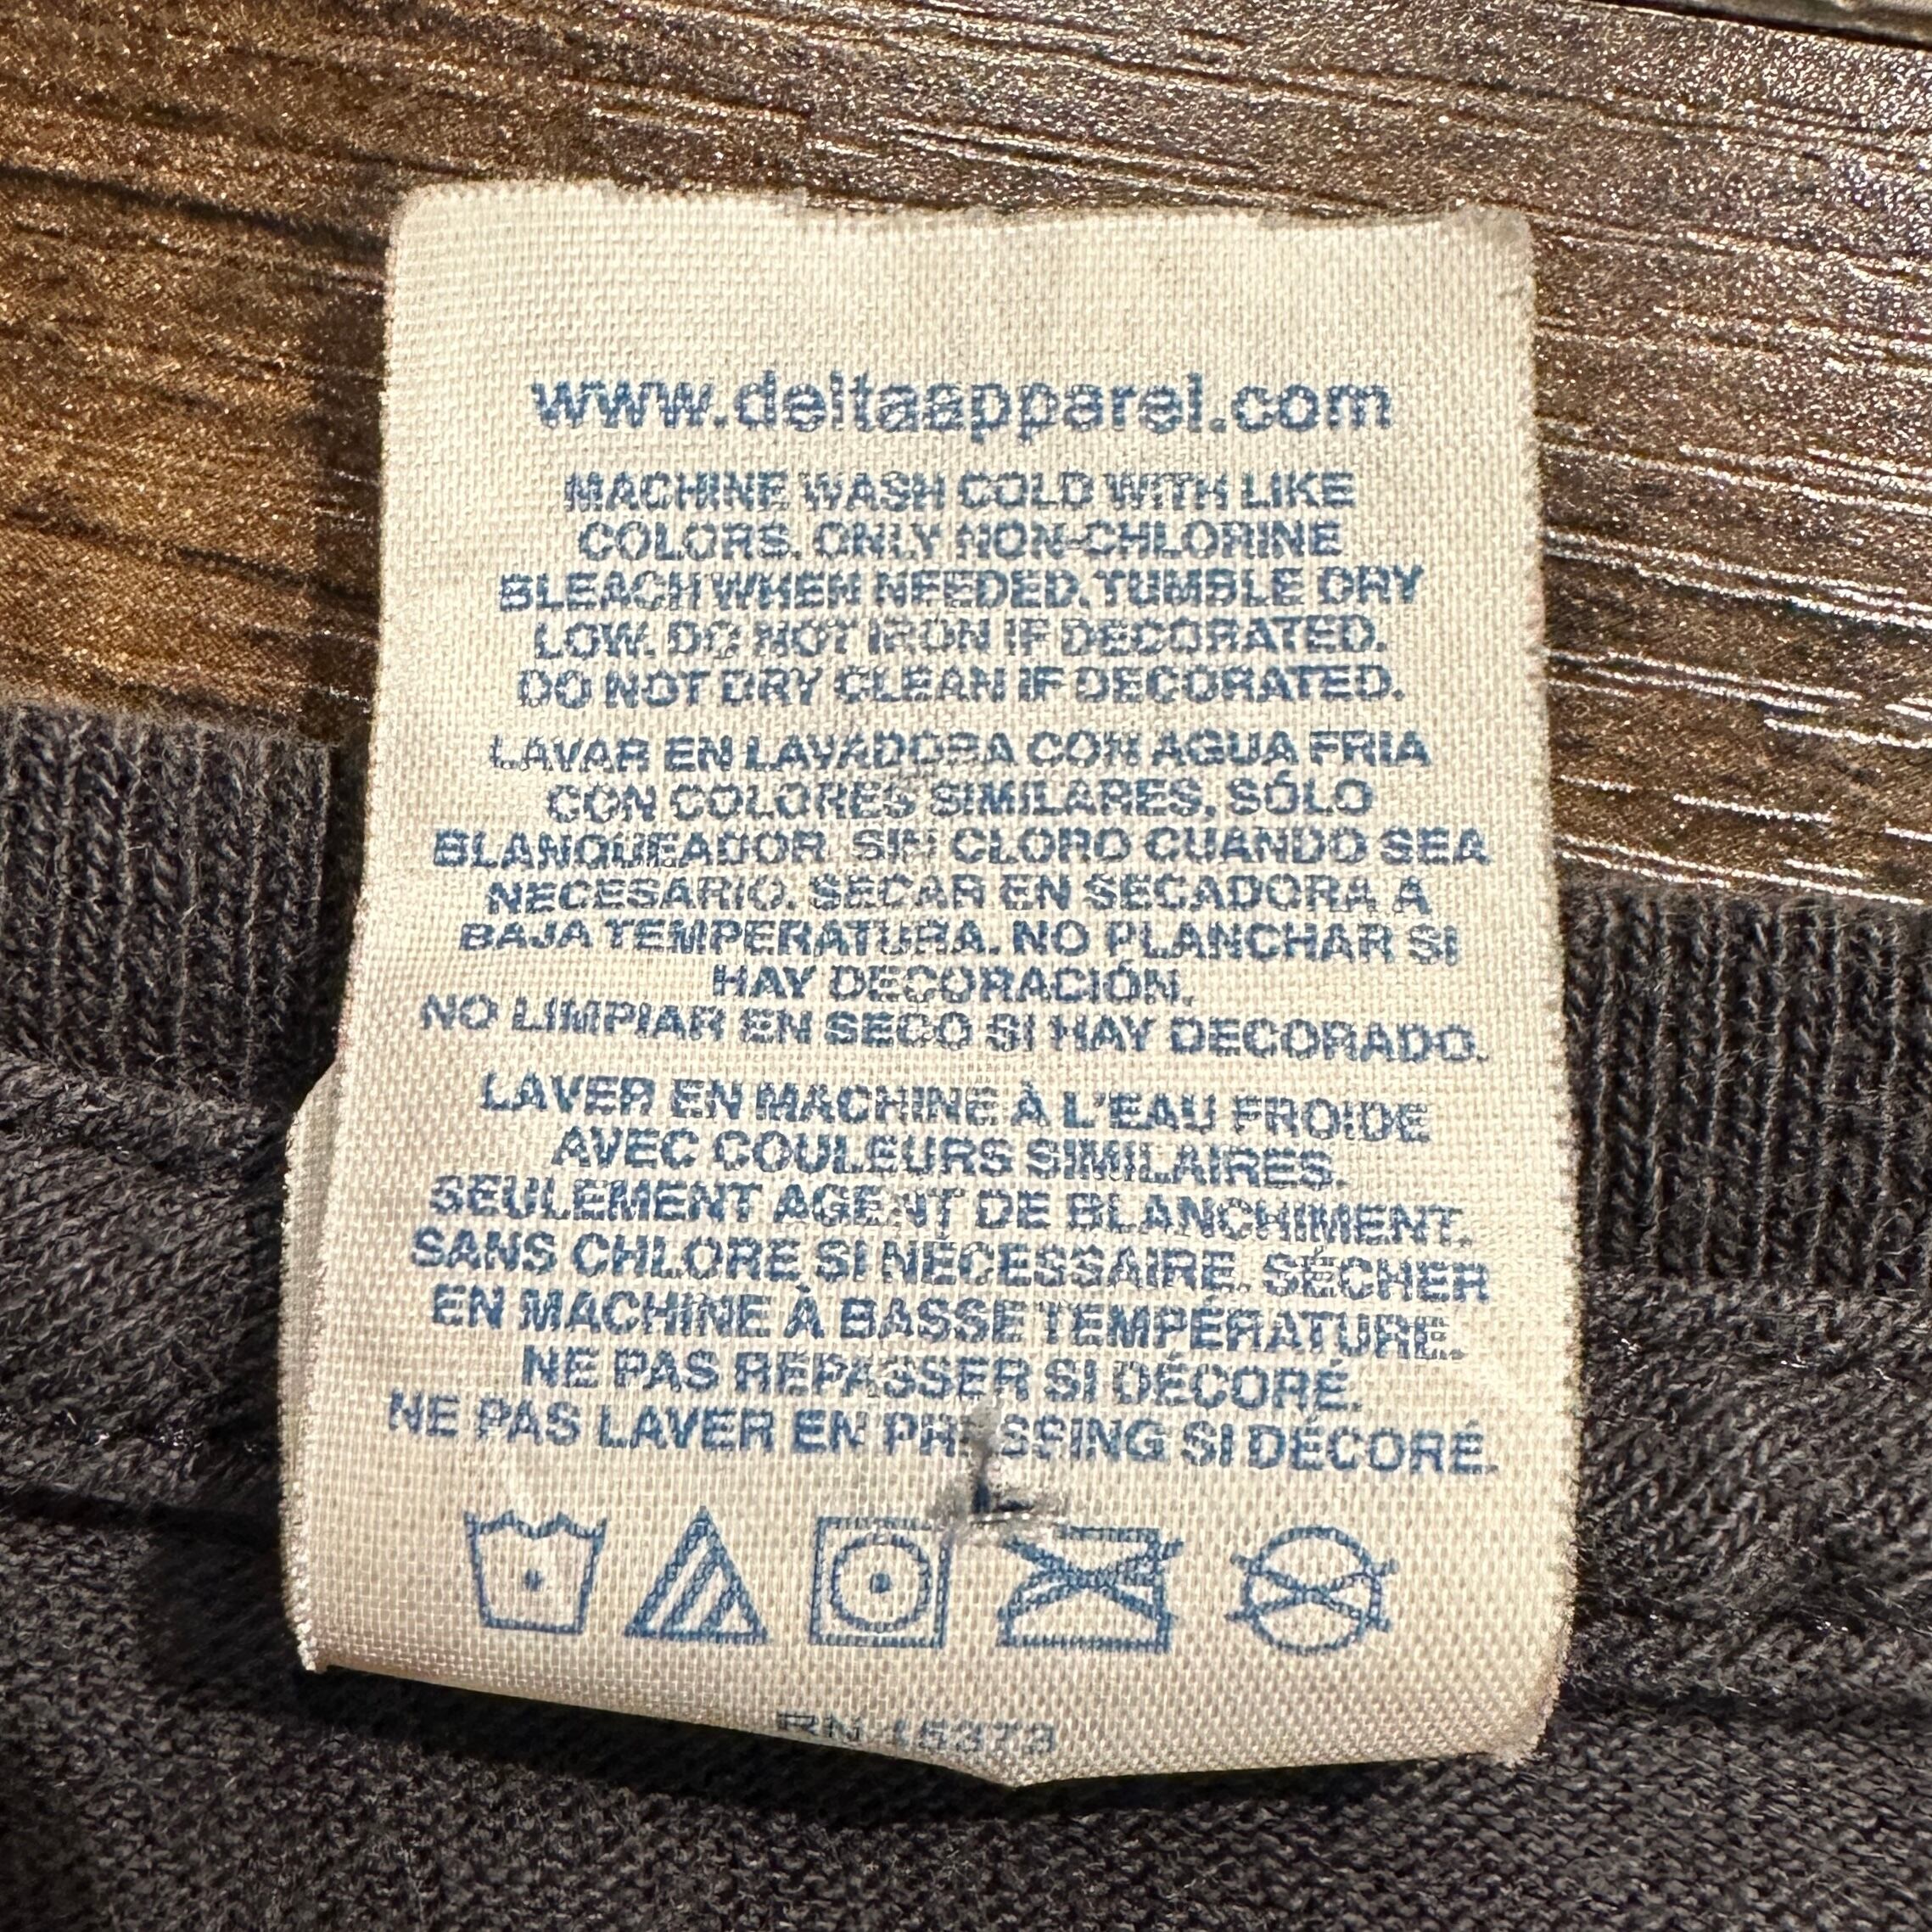 www.deltaapparel.com
MACHINE WASH COLD WITH LIKE
COLORS. ONLY NON-CHLORINE
BLEACH WHEN NEEDED. TUMBLE DRY
LOW. DO NOT IRON IF DECORATED.
DO NOT DRY CLEAN IF DECORATED.
LAVAR EN LAVADORA CON AGUA FRIA
CON COLORES SIMILARES, SÓLO
BLANQUEADOR SIN CLORO CUANDO SEA
NECESARIO. SECAR EN SECADORA A
BAJA TEMPERATURA. NO PLANCHAR SI
HAY DECORACIÓN.
NO LIMPIAR EN SECO SI HAY DECORADO.
LAVER EN MACHINE À L'EAU FROIDE
AVEC COULEURS SIMILAIRES.
SEULEMENT AGENT DE BLANCHIMENT.
SANS CHLORE SI NÉCESSAIRE. SÉCHER
EN MACHINE À BASSE TEMPÉRATURE.
NE PAS REPASSER SI DÉCORÉ.
NE PAS LAVER EN PRESSING SI DÉCORÉ.
RN 15373